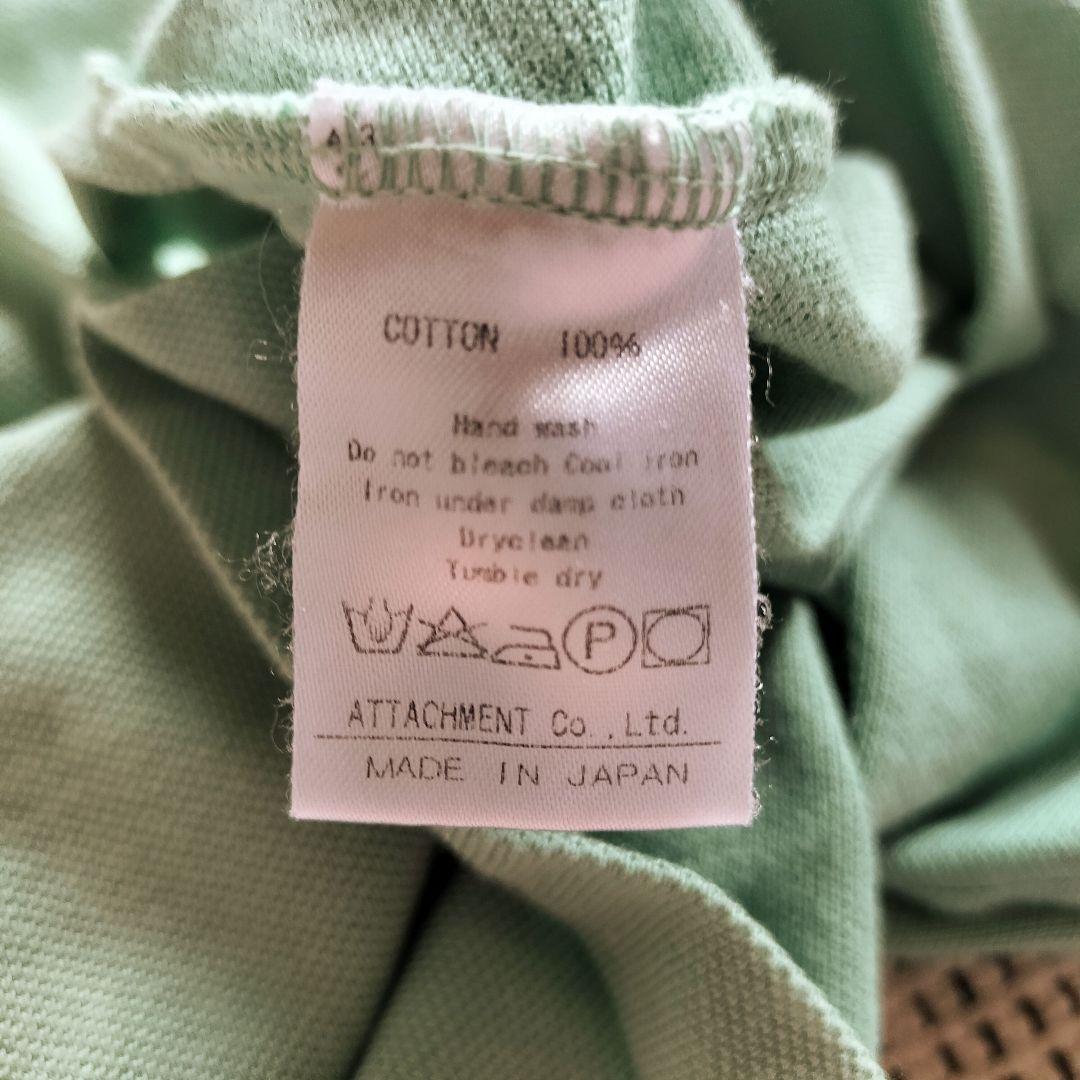 COTTON 100%
Hand wash
Do not bleach Cool iron
Iron under damp cloth
Dryclean
Tumble dry
P
ATTACHMENT Co.,Ltd.
MADE IN JAPAN